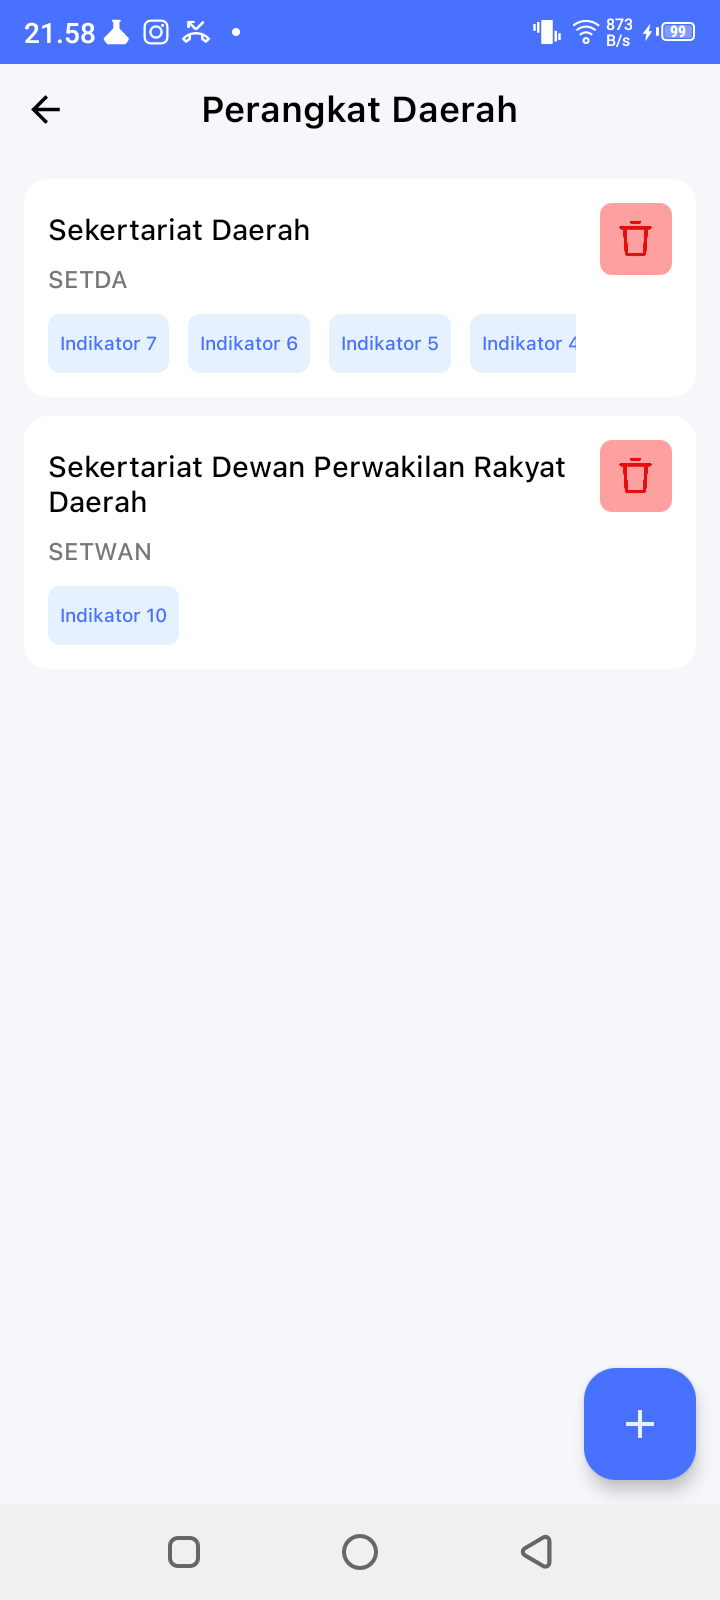 21.58
873
B/s
99
Perangkat Daerah
Sekertariat Daerah
SETDA
Indikator 7 Indikator 6 Indikator 5 Indikator 4
Sekertariat Dewan Perwakilan Rakyat
Daerah
SETWAN
Indikator 10